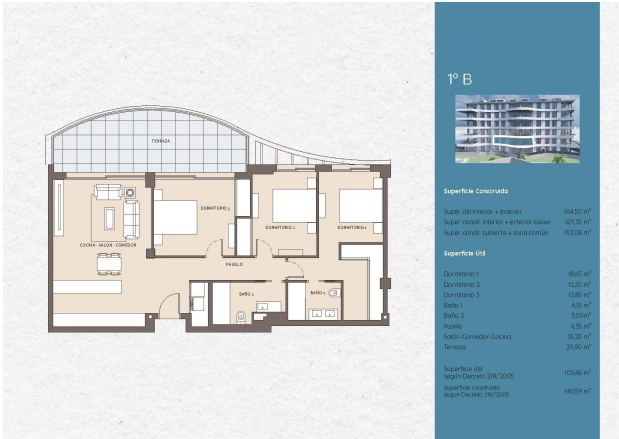 1º B
TERRAZA
DORMITORIO 3
DORMITORIO 2
DORMITORIO 1
COCINA - SALON - COMEDOR
PASILLO
BAÑO 2
BAÑO 1
Superficie Construida
Super útil interior + exterior 104,50 m²
Super constr. interior + exterior cubier 129,35 m²
Super constr. cubierta + zona común 152,08 m²
Superficie Útil
Dormitorio 1 18,65 m²
Dormitorio 2 12,30 m²
Dormitorio 3 13,85 m²
Baño 1 4,15 m²
Baño 2 5,50 m²
Pasillo 4,35 m²
Salón-Comedor-Cocina 35,25 m²
Terraza 20,90 m²
Superficie útil
según Decreto 218/2005 103,46 m²
Superficie construida
según Decreto 218/2005 140,59 m²